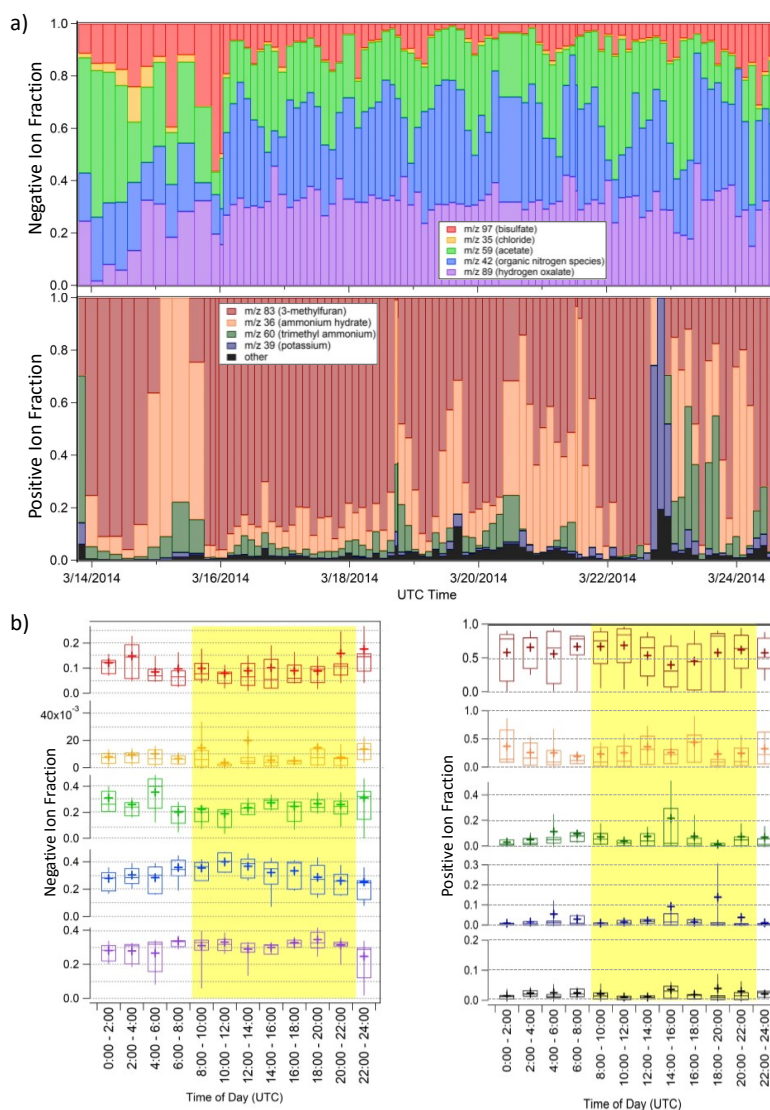 a)
1.0
0.8
0.6
0.4
0.2
0.0
Negative Ion Fraction
m/z 97 (bisulfate)
m/z 35 (chloride)
m/z 59 (acetate)
m/z 42 (organic nitrogen species)
m/z 89 (hydrogen oxalate)
1.0
0.8
0.6
0.4
0.2
0.0
Positive Ion Fraction
m/z 83 (3-methylfuran)
m/z 36 (ammonium hydrate)
m/z 60 (trimethyl ammonium)
m/z 39 (potassium)
other
3/14/2014 3/16/2014 3/18/2014 3/20/2014 3/22/2014 3/24/2014
UTC Time
b)
Negative Ion Fraction
0.2
0.1
0.0
40x10⁻³
20
0
0.4
0.2
0.0
0.4
0.2
0.0
0.4
0.2
0.0
0:00 - 2:00
2:00 - 4:00
4:00 - 6:00
6:00 - 8:00
8:00 - 10:00
10:00 - 12:00
12:00 - 14:00
14:00 - 16:00
16:00 - 18:00
18:00 - 20:00
20:00 - 22:00
22:00 - 24:00
Time of Day (UTC)
Positive Ion Fraction
1.0
0.5
0.0
1.0
0.5
0.0
0.4
0.2
0.0
0.3
0.2
0.1
0.0
0.2
0.1
0.0
0:00 - 2:00
2:00 - 4:00
4:00 - 6:00
6:00 - 8:00
8:00 - 10:00
10:00 - 12:00
12:00 - 14:00
14:00 - 16:00
16:00 - 18:00
18:00 - 20:00
20:00 - 22:00
22:00 - 24:00
Time of Day (UTC)